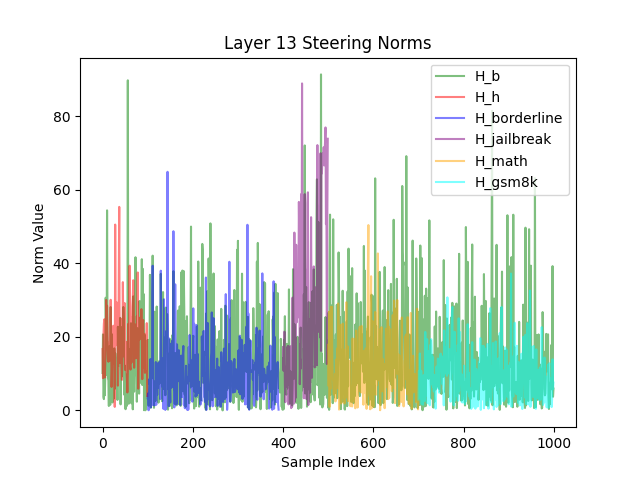 Layer 13 Steering Norms
H_b
H_h
H_borderline
H_jailbreak
H_math
H_gsm8k
Norm Value
80
60
40
20
0
0
200
400
600
800
1000
Sample Index